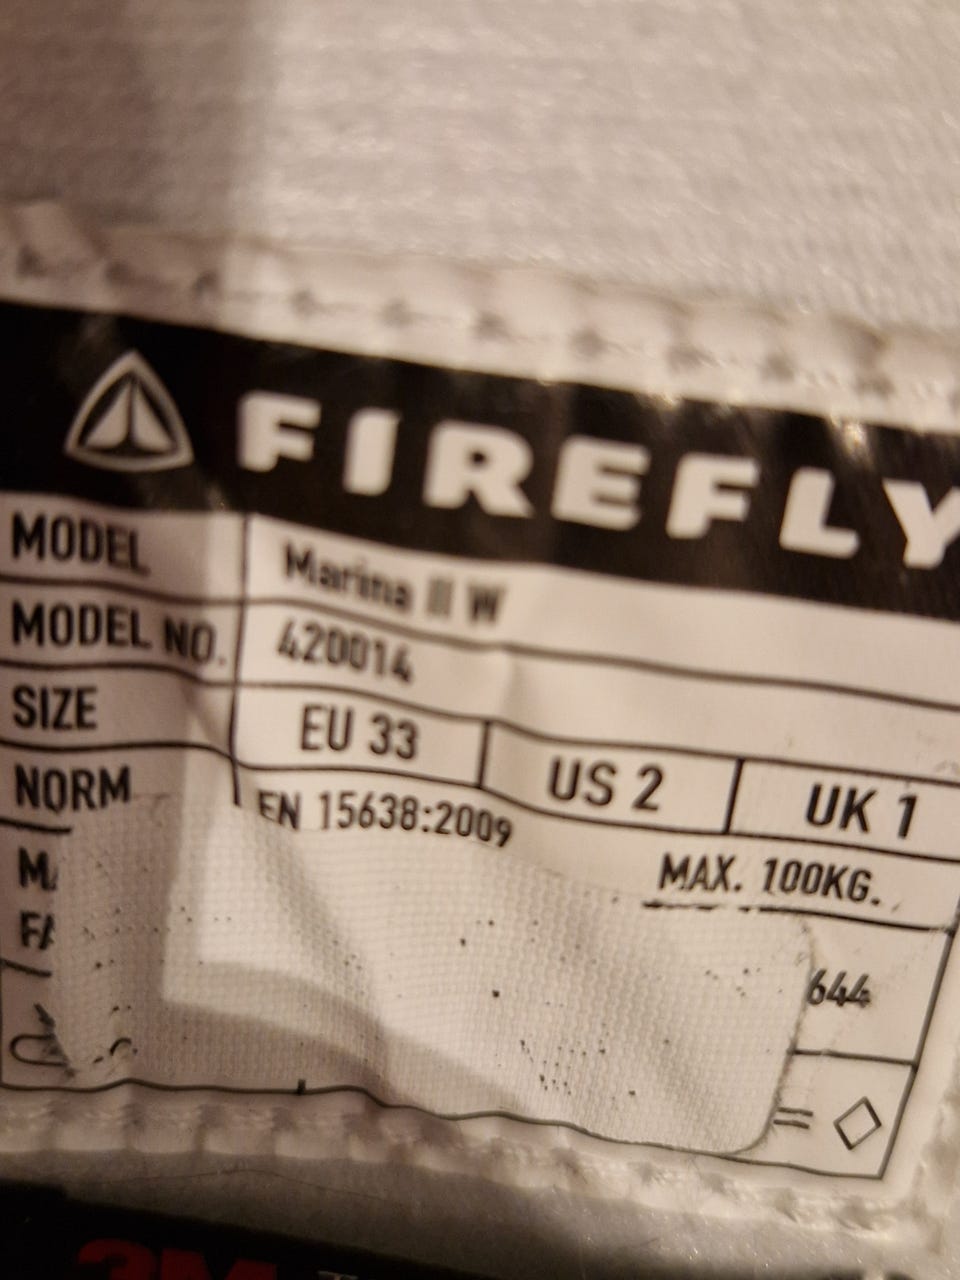 FIREFLY
MODEL Marina II W
MODEL NO. 420014
SIZE EU 33 US 2 UK 1
NORM EN 15638:2009
MAX. 100KG.
644
3M